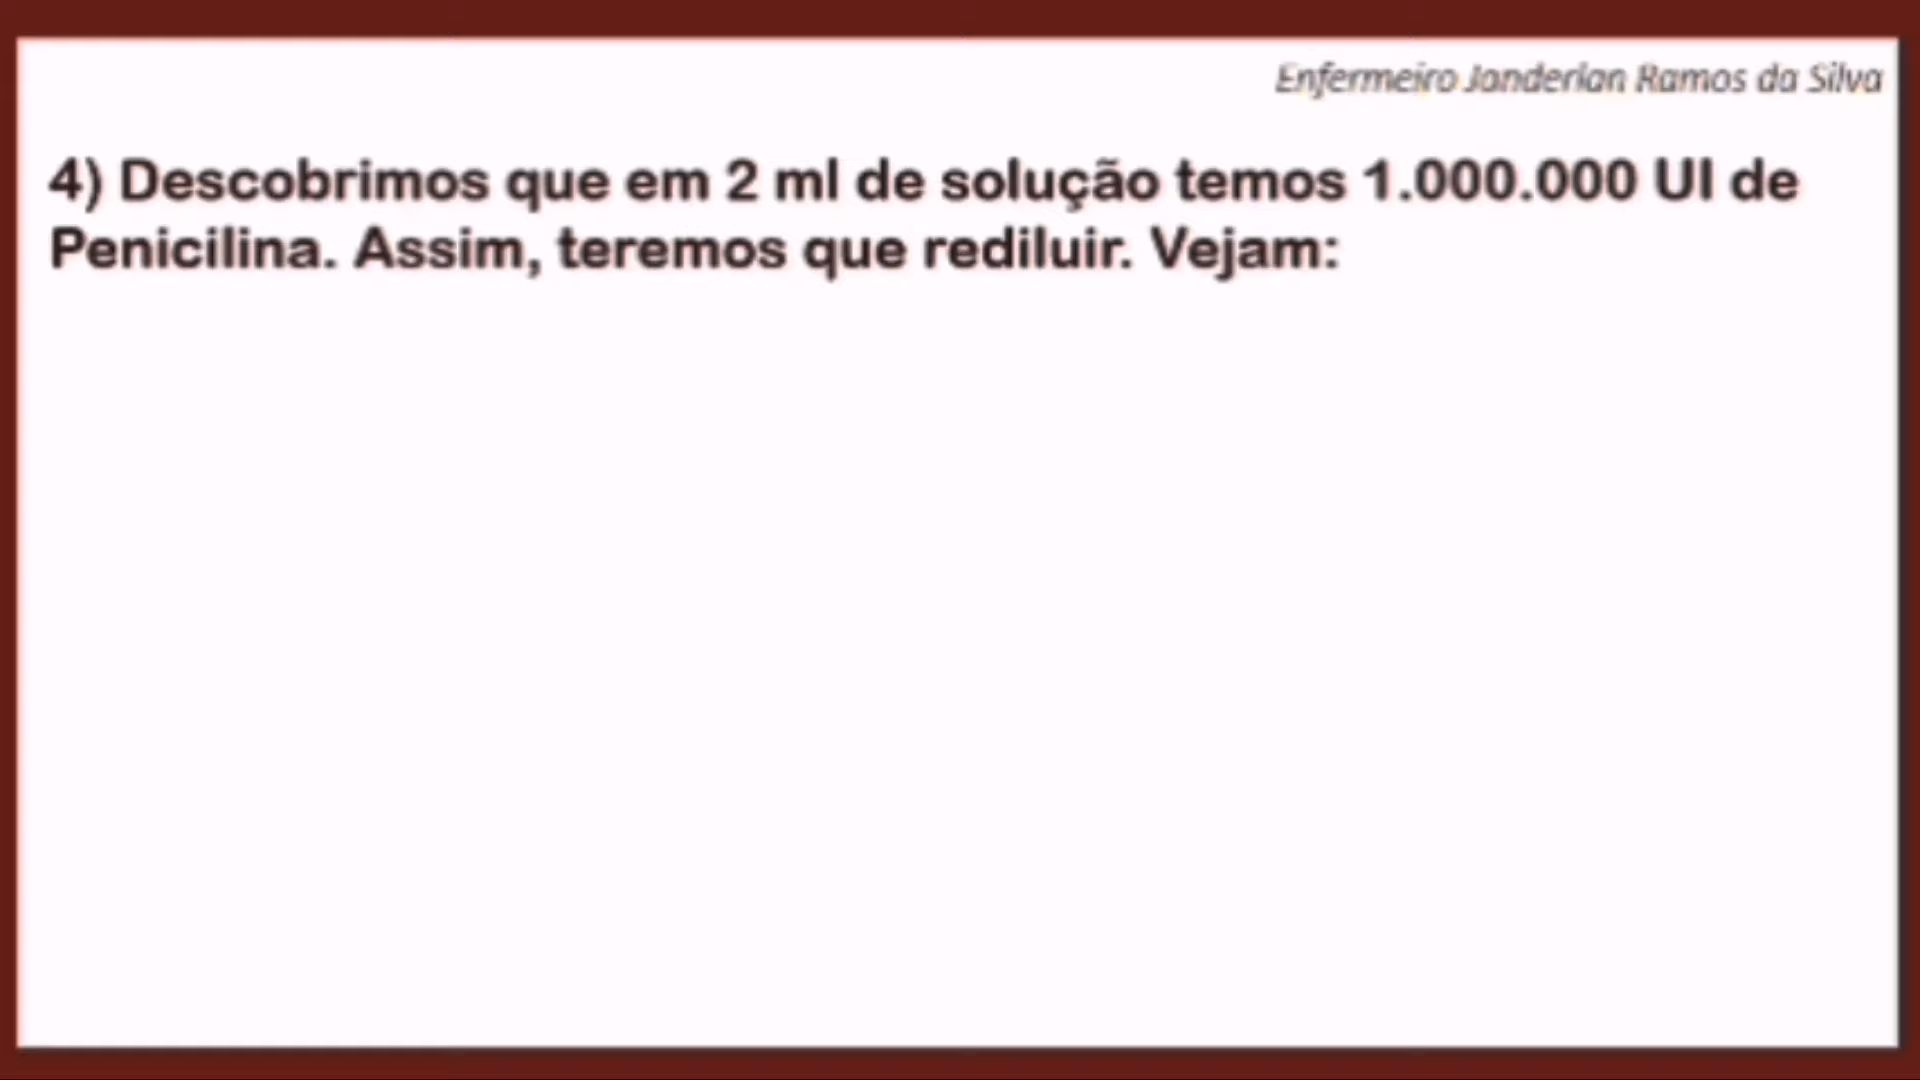 Enfermeiro Janderlan Ramos da Silva
4) Descobrimos que em 2 ml de solução temos 1.000.000 UI de
Penicilina. Assim, teremos que rediluir. Vejam: